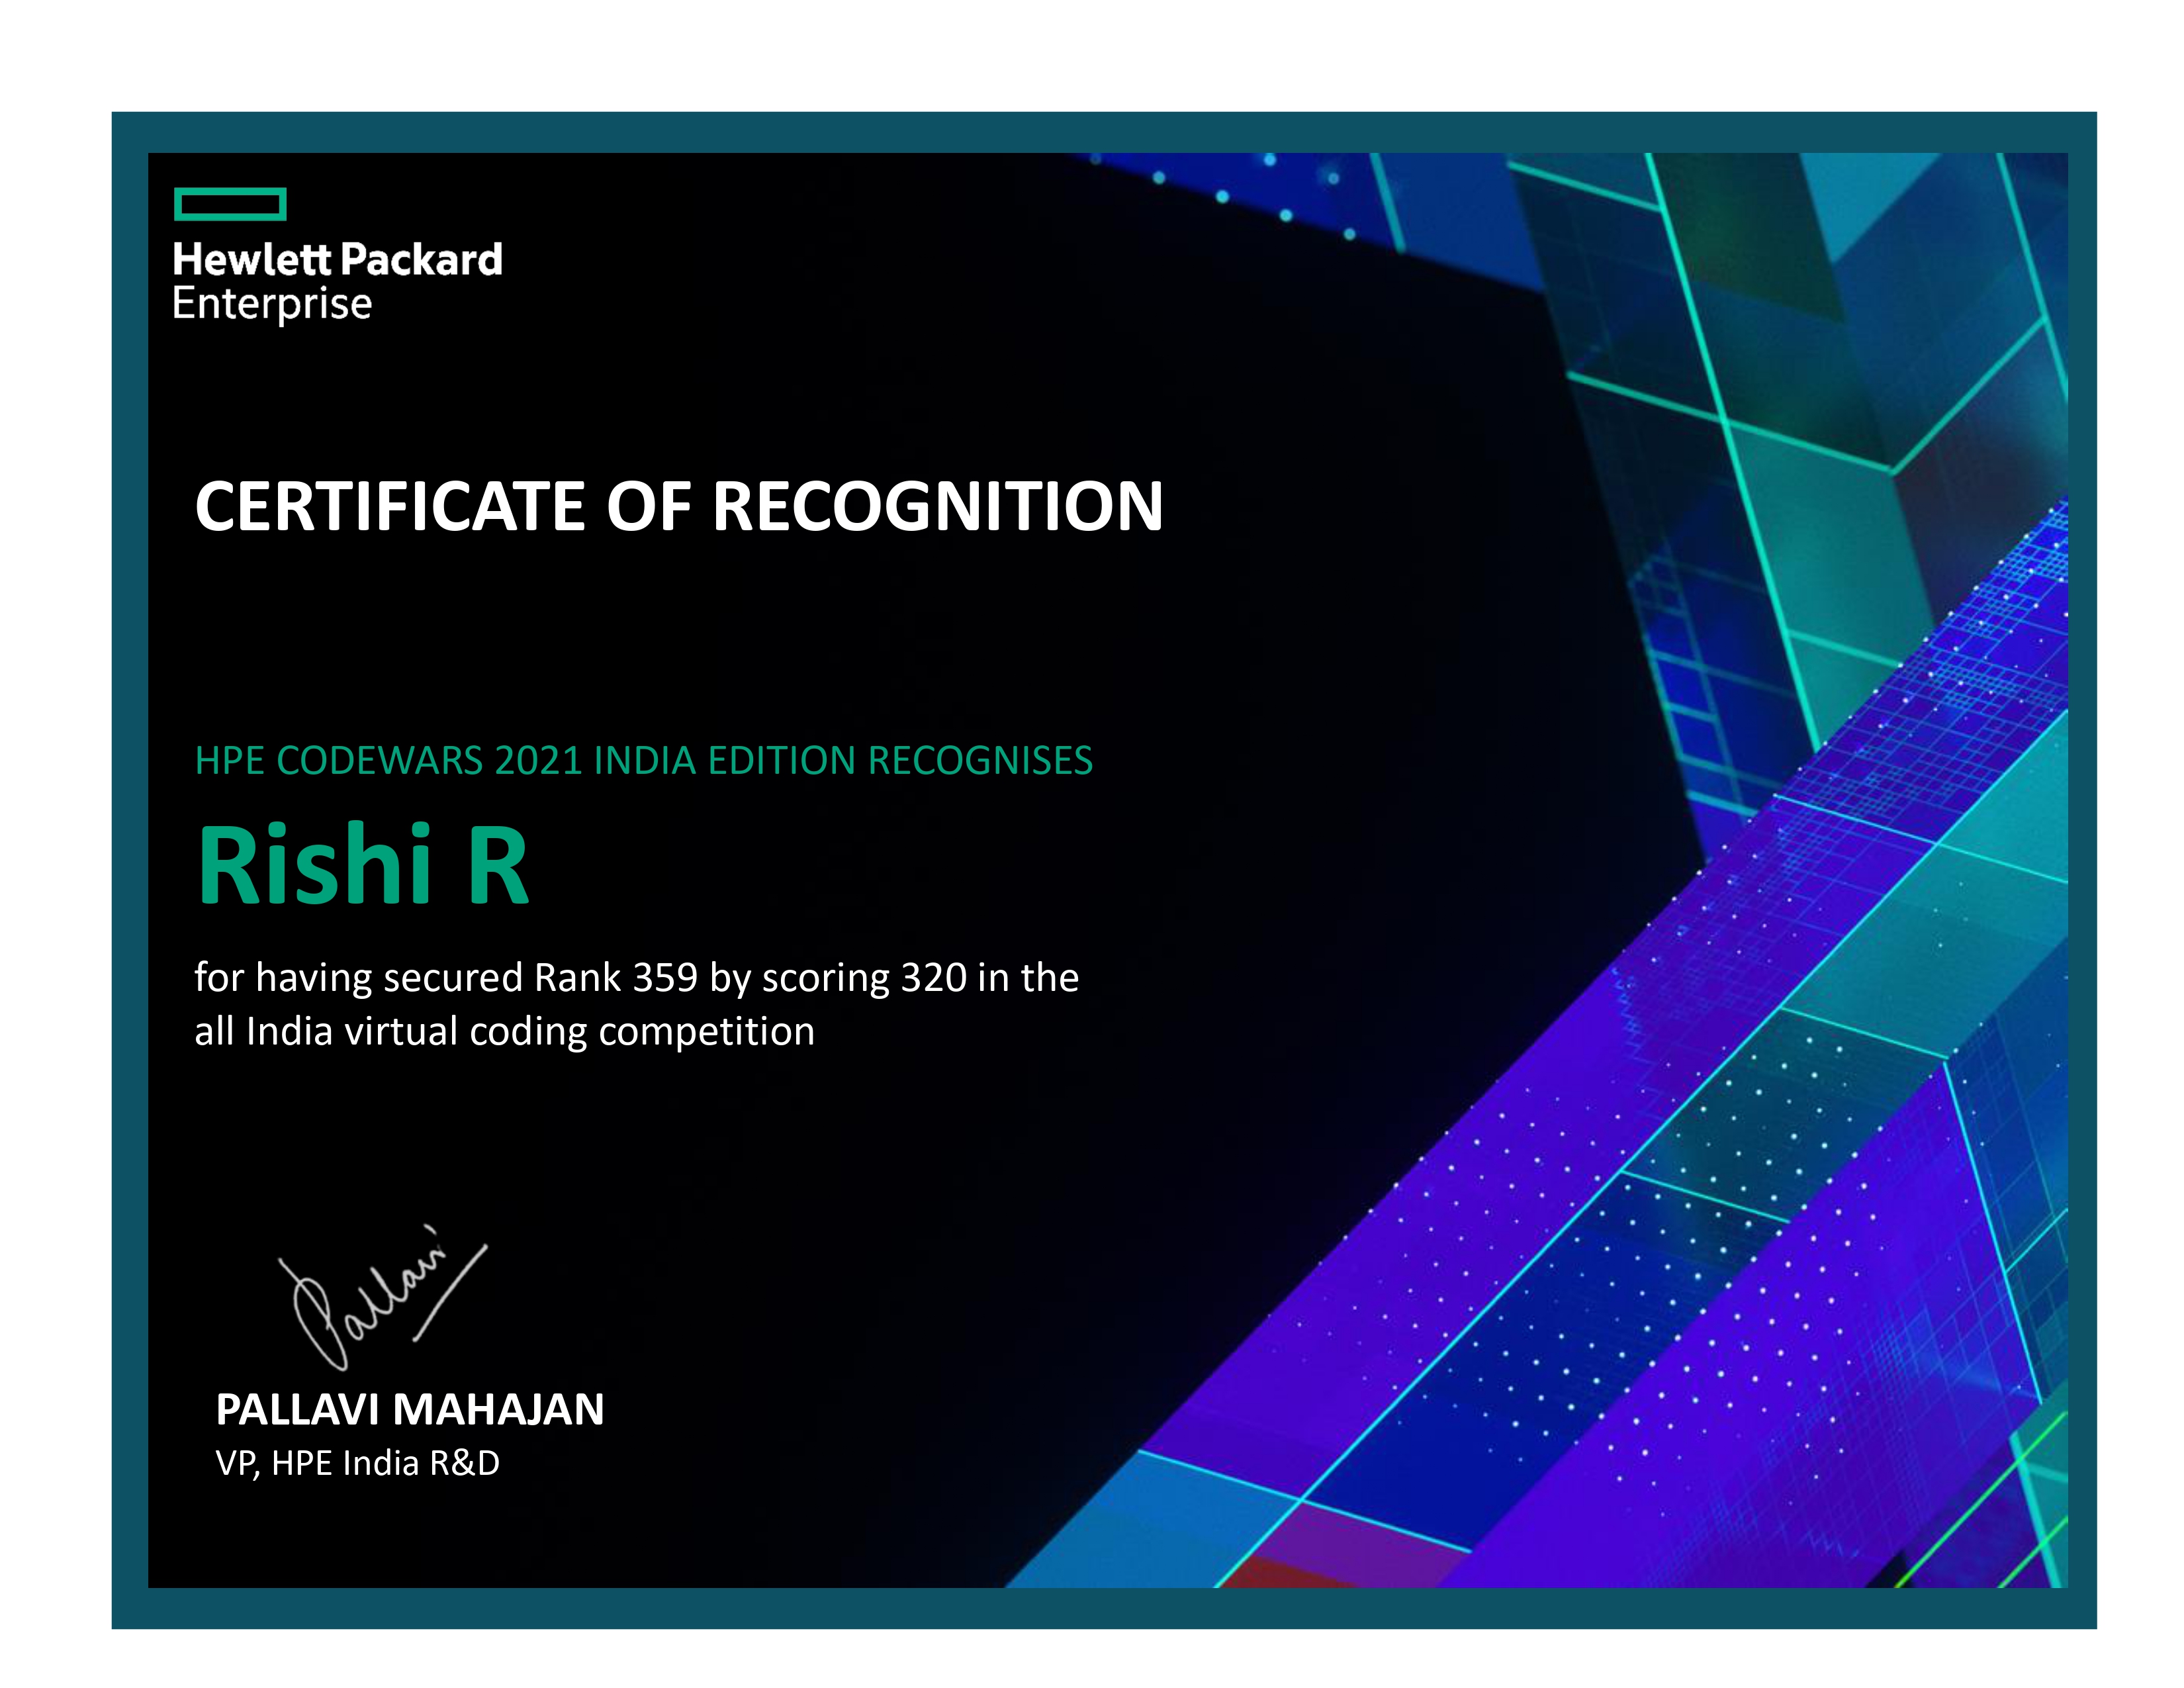 Hewlett Packard
Enterprise
CERTIFICATE OF RECOGNITION
HPE CODEWARS 2021 INDIA EDITION RECOGNISES
Rishi R
for having secured Rank 359 by scoring 320 in the
all India virtual coding competition
Pallavi
PALLAVI MAHAJAN
VP, HPE India R&D